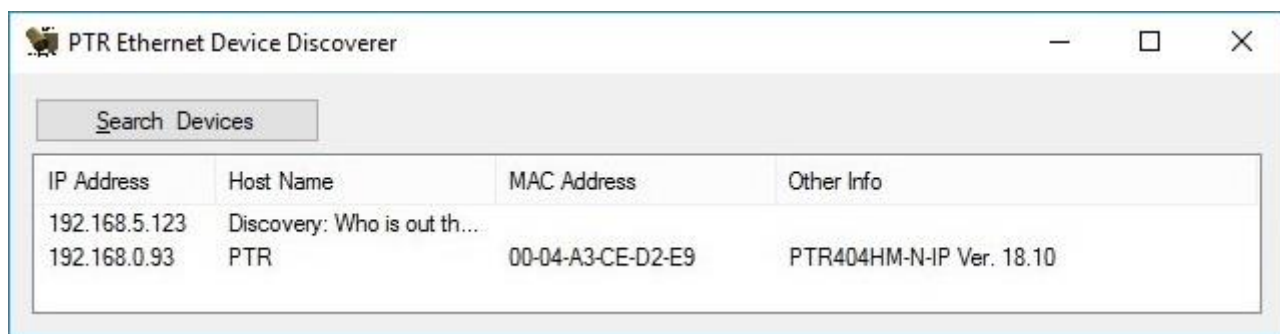 PTR Ethernet Device Discoverer
Search Devices
IP Address Host Name MAC Address Other Info
192.168.5.123 Discovery: Who is out th...
192.168.0.93 PTR 00-04-A3-CE-D2-E9 PTR404HM-N-IP Ver. 18.10